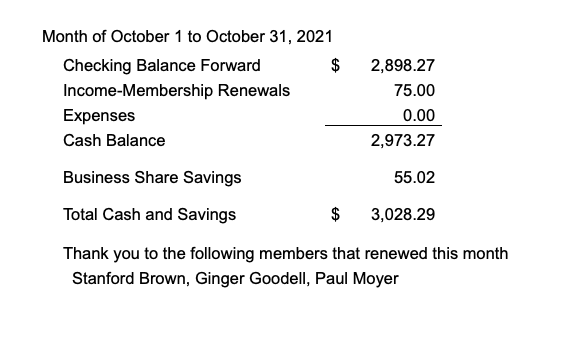 Month of October 1 to October 31, 2021
Checking Balance Forward $ 2,898.27
Income-Membership Renewals 75.00
Expenses 0.00
Cash Balance 2,973.27
Business Share Savings 55.02
Total Cash and Savings $ 3,028.29
Thank you to the following members that renewed this month
Stanford Brown, Ginger Goodell, Paul Moyer